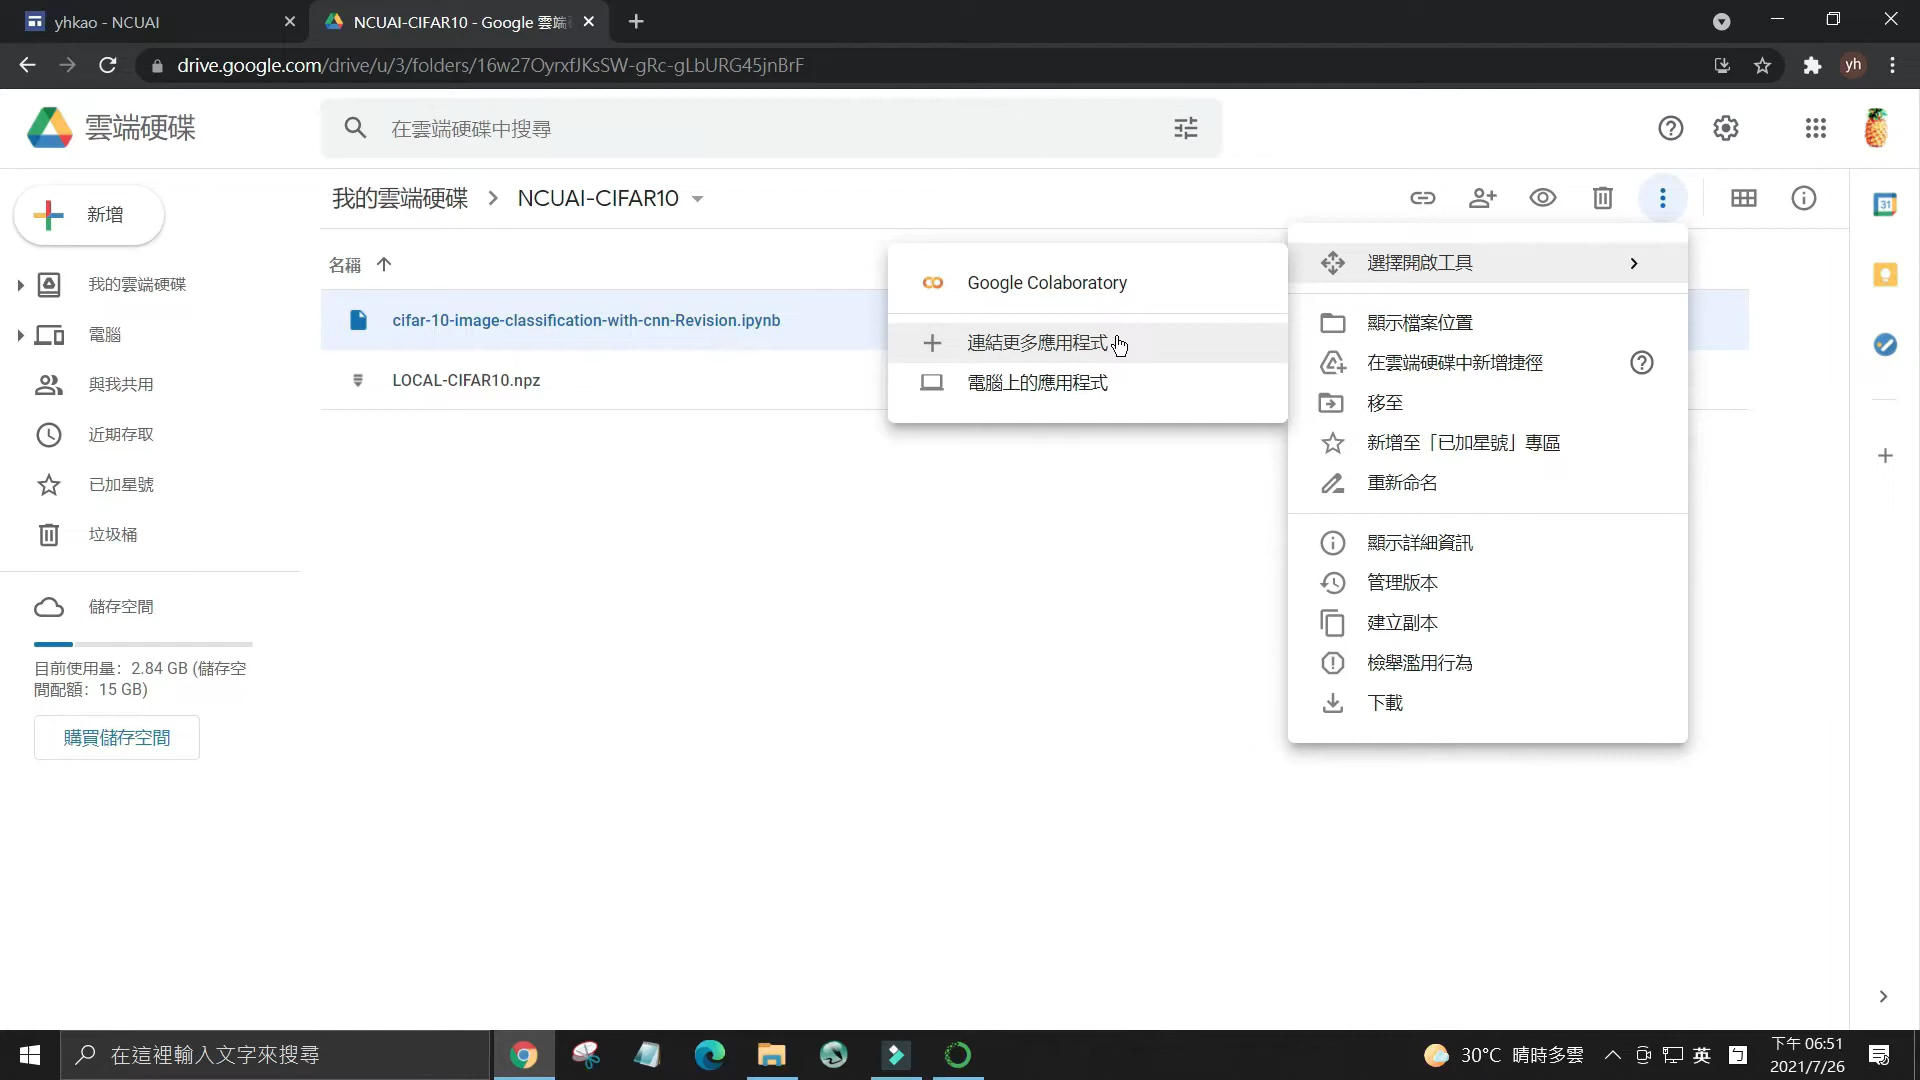 yhkao - NCUAI
NCUAI-CIFAR10 - Google 雲端
drive.google.com/drive/u/3/folders/16w27OyrxfJKsSW-gRc-gLbURG45jnBrF
yh
雲端硬碟
在雲端硬碟中搜尋
新增
我的雲端硬碟
NCUAI-CIFAR10
31
名稱
我的雲端硬碟
電腦
與我共用
近期存取
已加星號
垃圾桶
儲存空間
目前使用量: 2.84 GB (儲存空
間配額: 15 GB)
購買儲存空間
cifar-10-image-classification-with-cnn-Revision.ipynb
LOCAL-CIFAR10.npz
Google Colaboratory
連結更多應用程式
電腦上的應用程式
選擇開啟工具
顯示檔案位置
在雲端硬碟中新增捷徑
移至
新增至「已加星號」專區
重新命名
顯示詳細資訊
管理版本
建立副本
檢舉濫用行為
下載
在這裡輸入文字來搜尋
30°C 晴時多雲
英
下午 06:51
2021/7/26